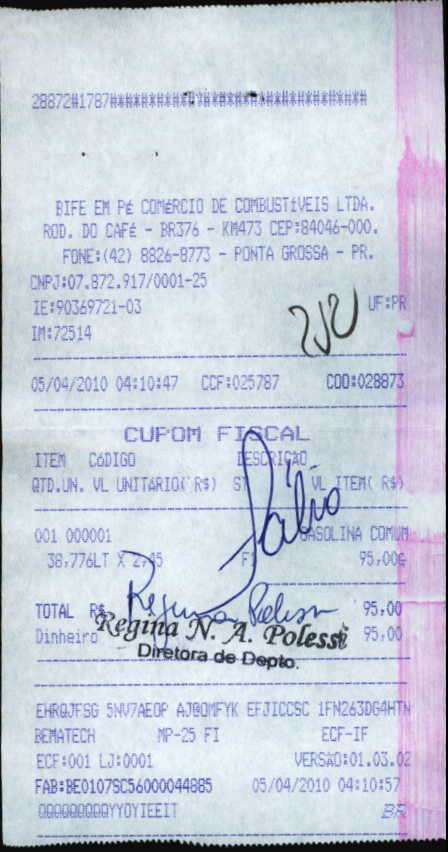 BIFE EM PÉ COMÉRCIO DE COMBUSTÍVEIS LTDA.
ROD. DO CAFÉ - BR376 - KM473 CEP:84046-000.
FONE:(42) 8826-8773 - PONTA GROSSA - PR.
CNPJ:07.872.917/0001-25
IE:90369721-03 UF:PR
IM:72514
05/04/2010 04:10:47 CCF:025787 COO:028873
CUPOM FISCAL
ITEM CÓDIGO DESCRIÇÃO
QTD.UN. VL UNITÁRIO( R$) ST VL ITEM( R$)
001 000001 GASOLINA COMUM
38,776LT X 2,45 F1 95,00
TOTAL R$ 95,00
Dinheiro 95,00
Fábio
Regina N. A. Polessi
Diretora de Depto.
EHRQJFSG 5NV7AEOP AJ@OMFYK EFJICCSC 1FN263DG4HTN
BEMATECH MP-25 FI ECF-IF
ECF:001 LJ:0001 VERSÃO:01.03.02
FAB:BE0107SC56000044885 05/04/2010 04:10:57
QQQQQQQQQYYOYIEEIT BR